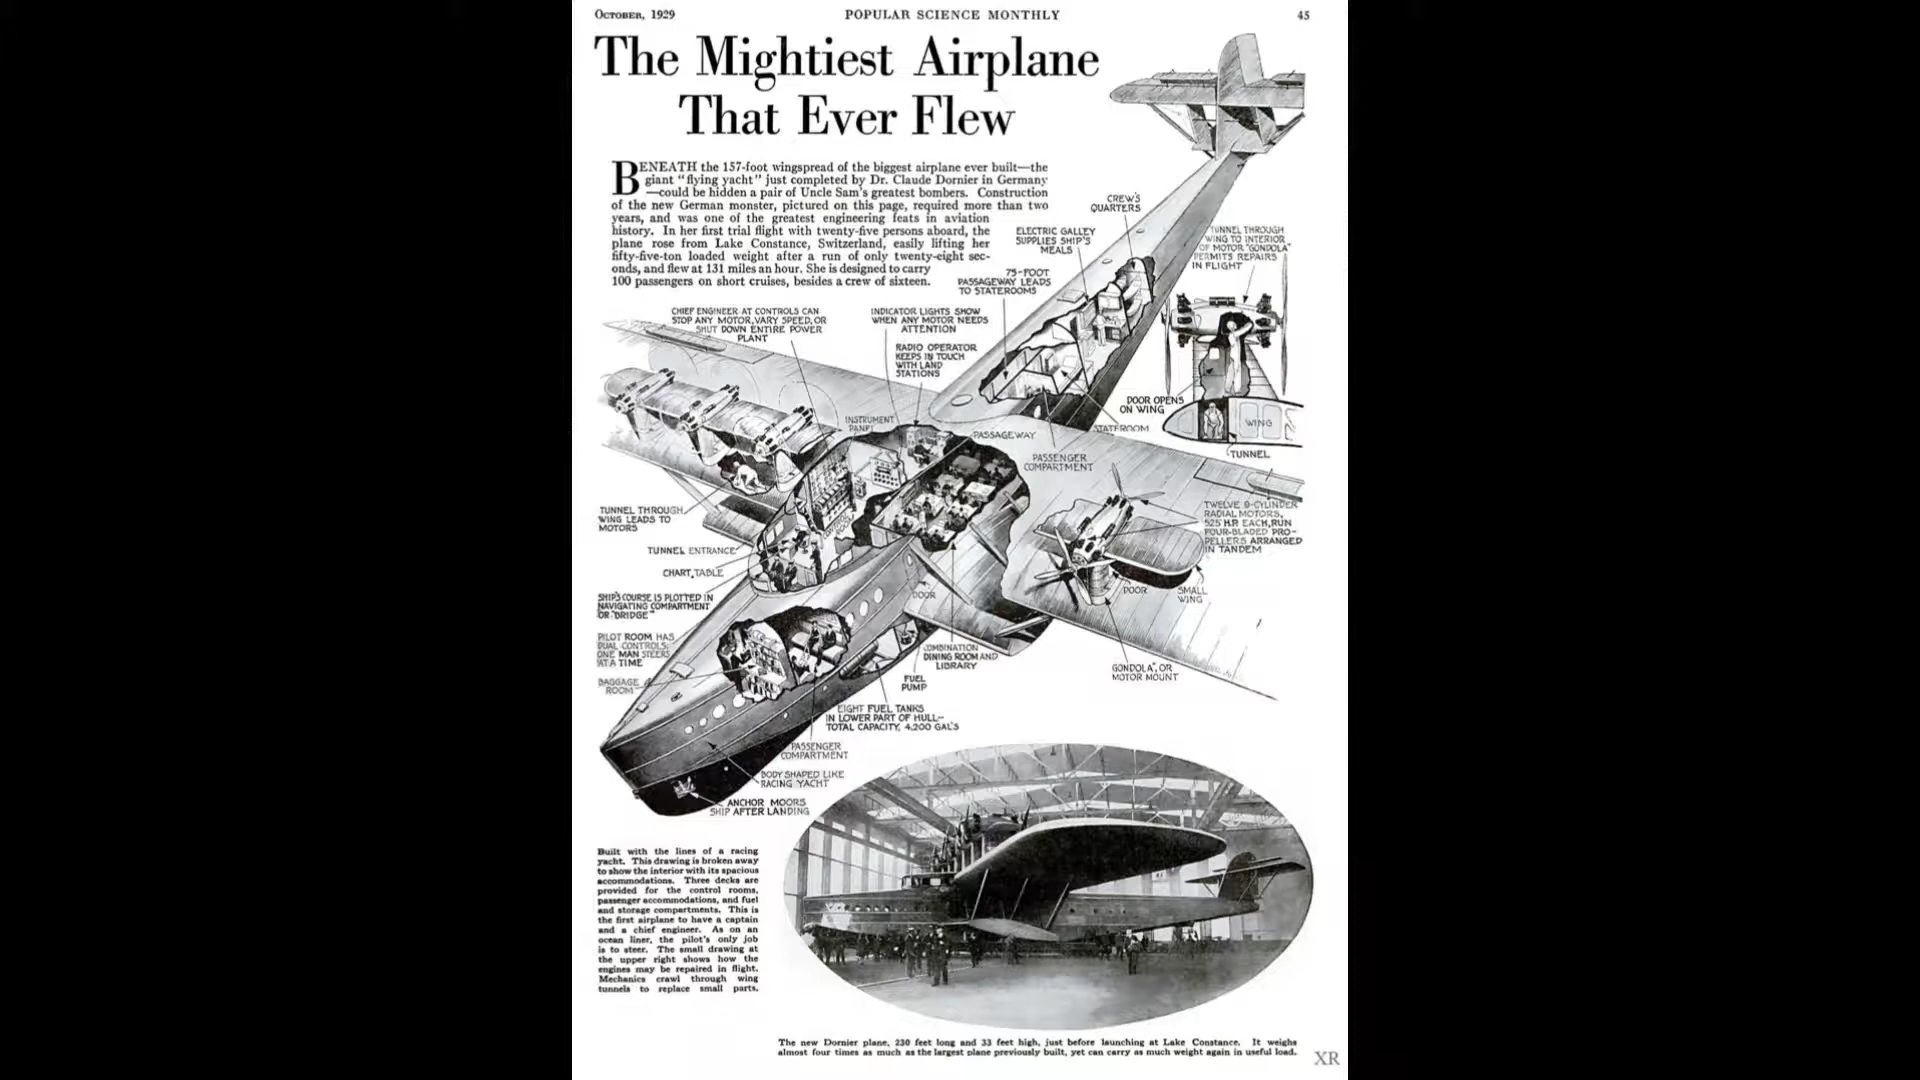 OCTOBER, 1929
POPULAR SCIENCE MONTHLY
45
The Mightiest Airplane
That Ever Flew
BENEATH the 157-foot wingspread of the biggest airplane ever built—the
giant "flying yacht" just completed by Dr. Claude Dornier in Germany
—could be hidden a pair of Uncle Sam's greatest bombers. Construction
of the new German monster, pictured on this page, required more than two
years, and was one of the greatest engineering feats in aviation
history. In her first trial flight with twenty-five persons aboard, the
plane rose from Lake Constance, Switzerland, easily lifting her
fifty-five-ton loaded weight after a run of only twenty-eight sec-
onds, and flew at 131 miles an hour. She is designed to carry
100 passengers on short cruises, besides a crew of sixteen.
CREW'S
QUARTERS
ELECTRIC GALLEY
SUPPLIES SHIP'S
MEALS
75-FOOT
PASSAGEWAY LEADS
TO STATEROOMS
TUNNEL THROUGH
WING TO INTERIOR
OF MOTOR "GONDOLA"
PERMITS REPAIRS
IN FLIGHT
CHIEF ENGINEER AT CONTROLS CAN
STOP ANY MOTOR, VARY SPEED, OR
SHUT DOWN ENTIRE POWER
PLANT
INDICATOR LIGHTS SHOW
WHEN ANY MOTOR NEEDS
ATTENTION
RADIO OPERATOR
KEEPS IN TOUCH
WITH LAND
STATIONS
DOOR OPENS
ON WING
STATEROOM
WING
TUNNEL
INSTRUMENT
PANEL
PASSAGEWAY
PASSENGER
COMPARTMENT
CONTROL
ROOM
TUNNEL THROUGH
WING LEADS TO
MOTORS
TWELVE 9-CYLINDER
RADIAL MOTORS,
525 H.P. EACH, RUN
FOUR-BLADED PRO-
PELLERS ARRANGED
IN TANDEM
TUNNEL ENTRANCE
CHART TABLE
SHIP'S COURSE IS PLOTTED IN
NAVIGATING COMPARTMENT
OR "BRIDGE"
DOOR
DOOR
SMALL
WING
PILOT ROOM HAS
DUAL CONTROLS;
ONE MAN STEERS
AT A TIME
COMBINATION
DINING ROOM AND
LIBRARY
GONDOLA", OR
MOTOR MOUNT
BAGGAGE
ROOM
FUEL
PUMP
EIGHT FUEL TANKS
IN LOWER PART OF HULL—
TOTAL CAPACITY, 4,200 GAL'S
PASSENGER
COMPARTMENT
BODY SHAPED LIKE
RACING YACHT
ANCHOR MOORS
SHIP AFTER LANDING
Built with the lines of a racing
yacht. This drawing is broken away
to show the interior with its spacious
accommodations. Three decks are
provided for the control rooms,
passenger accommodations, and fuel
and storage compartments. This is
the first airplane to have a captain
and a chief engineer. As on an
ocean liner, the pilot's only job
is to steer. The small drawing at
the upper right shows how the
engines may be repaired in flight.
Mechanics crawl through wing
tunnels to replace small parts.
The new Dornier plane, 230 feet long and 33 feet high, just before launching at Lake Constance. It weighs
almost four times as much as the largest plane previously built, yet can carry as much weight again in useful load.
XR